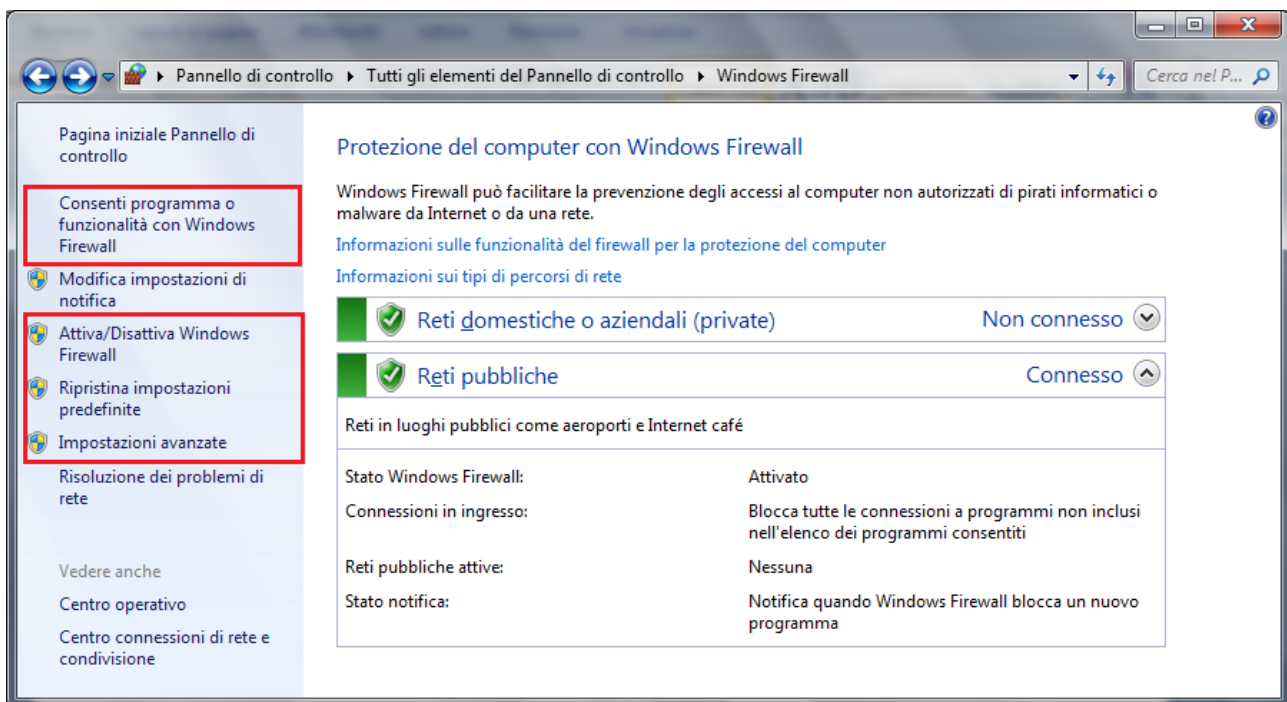 Pannello di controllo Tutti gli elementi del Pannello di controllo Windows Firewall
Cerca nel P...
Pagina iniziale Pannello di
controllo
Consenti programma o
funzionalità con Windows
Firewall
Modifica impostazioni di
notifica
Attiva/Disattiva Windows
Firewall
Ripristina impostazioni
predefinite
Impostazioni avanzate
Risoluzione dei problemi di
rete
Vedere anche
Centro operativo
Centro connessioni di rete e
condivisione
Protezione del computer con Windows Firewall
Windows Firewall può facilitare la prevenzione degli accessi al computer non autorizzati di pirati informatici o
malware da Internet o da una rete.
Informazioni sulle funzionalità del firewall per la protezione del computer
Informazioni sui tipi di percorsi di rete
Reti domestiche o aziendali (private) Non connesso
Reti pubbliche Connesso
Reti in luoghi pubblici come aeroporti e Internet café
Stato Windows Firewall: Attivato
Connessioni in ingresso: Blocca tutte le connessioni a programmi non inclusi
nell'elenco dei programmi consentiti
Reti pubbliche attive: Nessuna
Stato notifica: Notifica quando Windows Firewall blocca un nuovo
programma